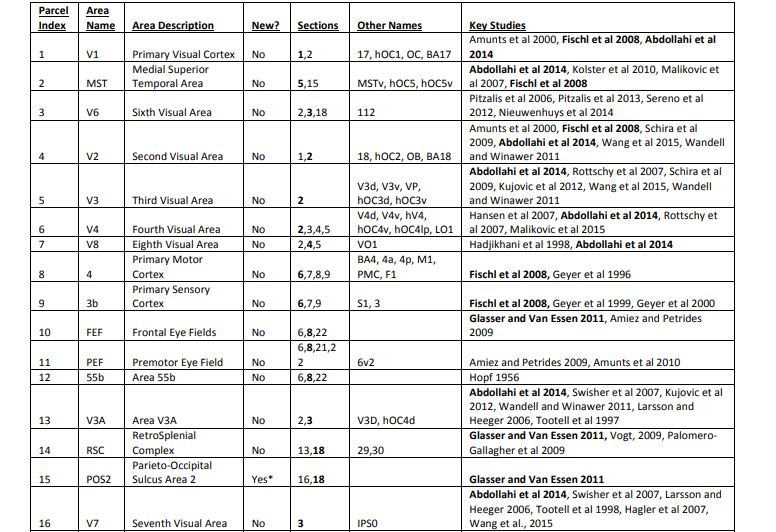 Parcel Index Area Name Area Description New? Sections Other Names Key Studies
1 V1 Primary Visual Cortex No 1,2 17, hOC1, OC, BA17 Amunts et al 2000, Fischl et al 2008, Abdollahi et al 2014
2 MST Medial Superior Temporal Area No 5,15 MSTv, hOC5, hOC5v Abdollahi et al 2014, Kolster et al 2010, Malikovic et al 2007, Fischl et al 2008
3 V6 Sixth Visual Area No 2,3,18 112 Pitzalis et al 2006, Pitzalis et al 2013, Sereno et al 2012, Nieuwenhuys et al 2014
4 V2 Second Visual Area No 1,2 18, hOC2, OB, BA18 Amunts et al 2000, Fischl et al 2008, Schira et al 2009, Abdollahi et al 2014, Wang et al 2015, Wandell and Winawer 2011
5 V3 Third Visual Area No 2 V3d, V3v, VP, hOC3d, hOC3v Abdollahi et al 2014, Rottschy et al 2007, Schira et al 2009, Kujovic et al 2012, Wang et al 2015, Wandell and Winawer 2011
6 V4 Fourth Visual Area No 2,3,4,5 V4d, V4v, hV4, hOC4v, hOC4lp, LO1 Hansen et al 2007, Abdollahi et al 2014, Rottschy et al 2007, Malikovic et al 2015
7 V8 Eighth Visual Area No 2,4,5 VO1 Hadjikhani et al 1998, Abdollahi et al 2014
8 4 Primary Motor Cortex No 6,7,8,9 BA4, 4a, 4p, M1, PMC, F1 Fischl et al 2008, Geyer et al 1996
9 3b Primary Sensory Cortex No 6,7,9 S1, 3 Fischl et al 2008, Geyer et al 1999, Geyer et al 2000
10 FEF Frontal Eye Fields No 6,8,22 Glasser and Van Essen 2011, Amiez and Petrides 2009
11 PEF Premotor Eye Field No 6,8,21,22 6v2 Amiez and Petrides 2009, Amunts et al 2010
12 55b Area 55b No 6,8,22 Hopf 1956
13 V3A Area V3A No 2,3 V3D, hOC4d Abdollahi et al 2014, Swisher et al 2007, Kujovic et al 2012, Wandell and Winawer 2011, Larsson and Heeger 2006, Tootell et al 1997
14 RSC RetroSplenial Complex No 13,18 29,30 Glasser and Van Essen 2011, Vogt, 2009, Palomero-Gallagher et al 2009
15 POS2 Parieto-Occipital Sulcus Area 2 Yes* 16,18 Glasser and Van Essen 2011
16 V7 Seventh Visual Area No 3 IPS0 Abdollahi et al 2014, Swisher et al 2007, Larsson and Heeger 2006, Tootell et al 1998, Hagler et al 2007, Wang et al., 2015